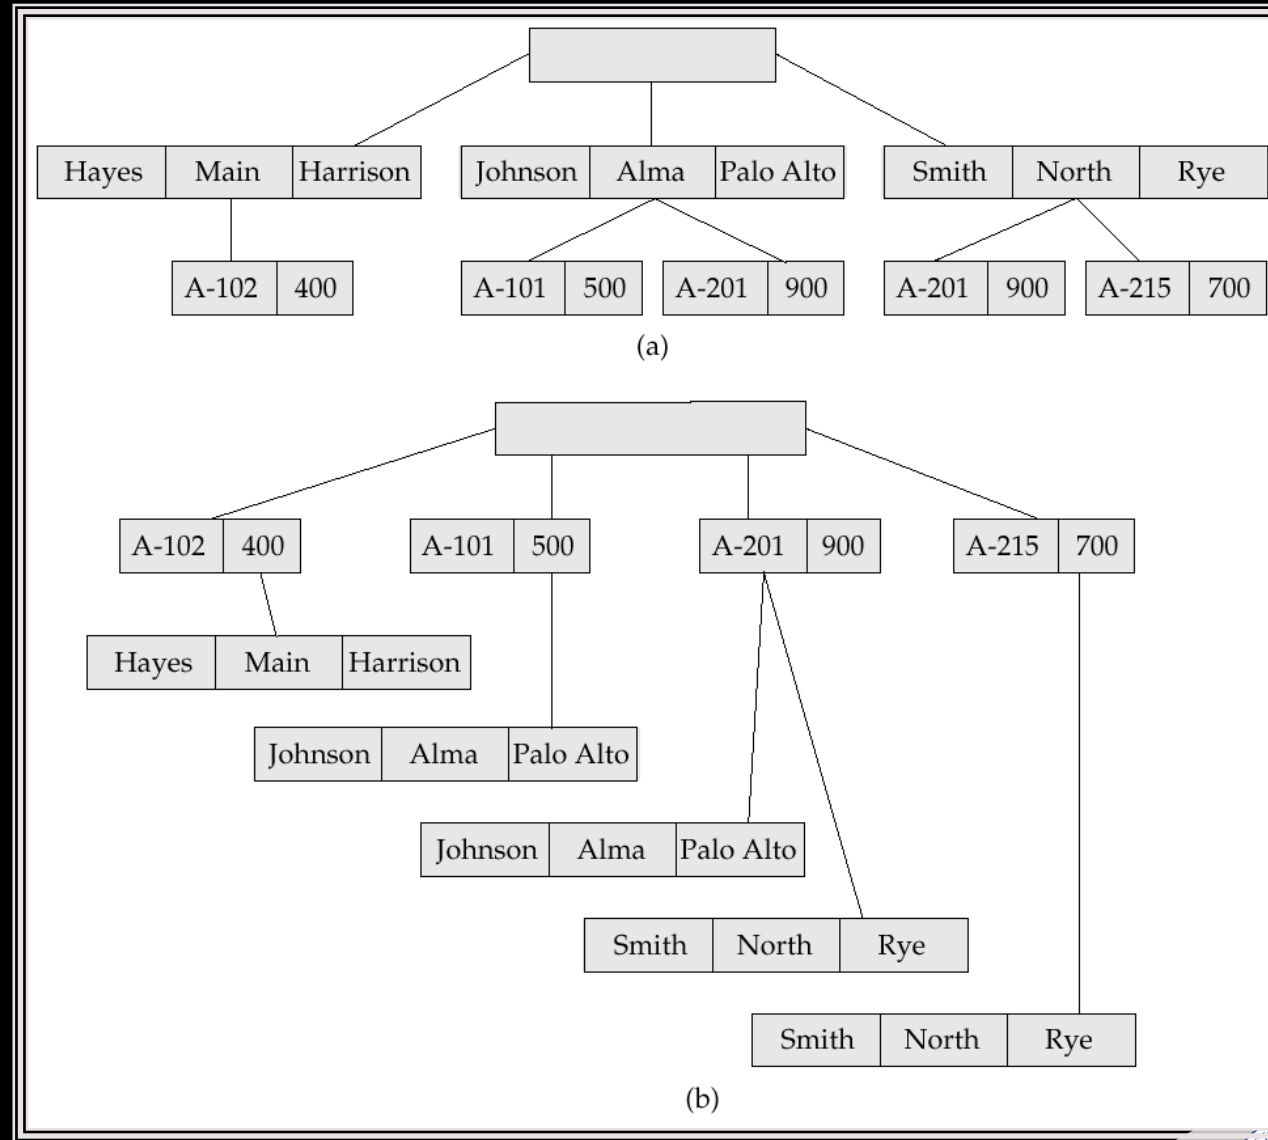 Hayes Main Harrison Johnson Alma Palo Alto Smith North Rye
A-102 400 A-101 500 A-201 900 A-201 900 A-215 700
(a)
A-102 400 A-101 500 A-201 900 A-215 700
Hayes Main Harrison
Johnson Alma Palo Alto
Johnson Alma Palo Alto
Smith North Rye
Smith North Rye
(b)